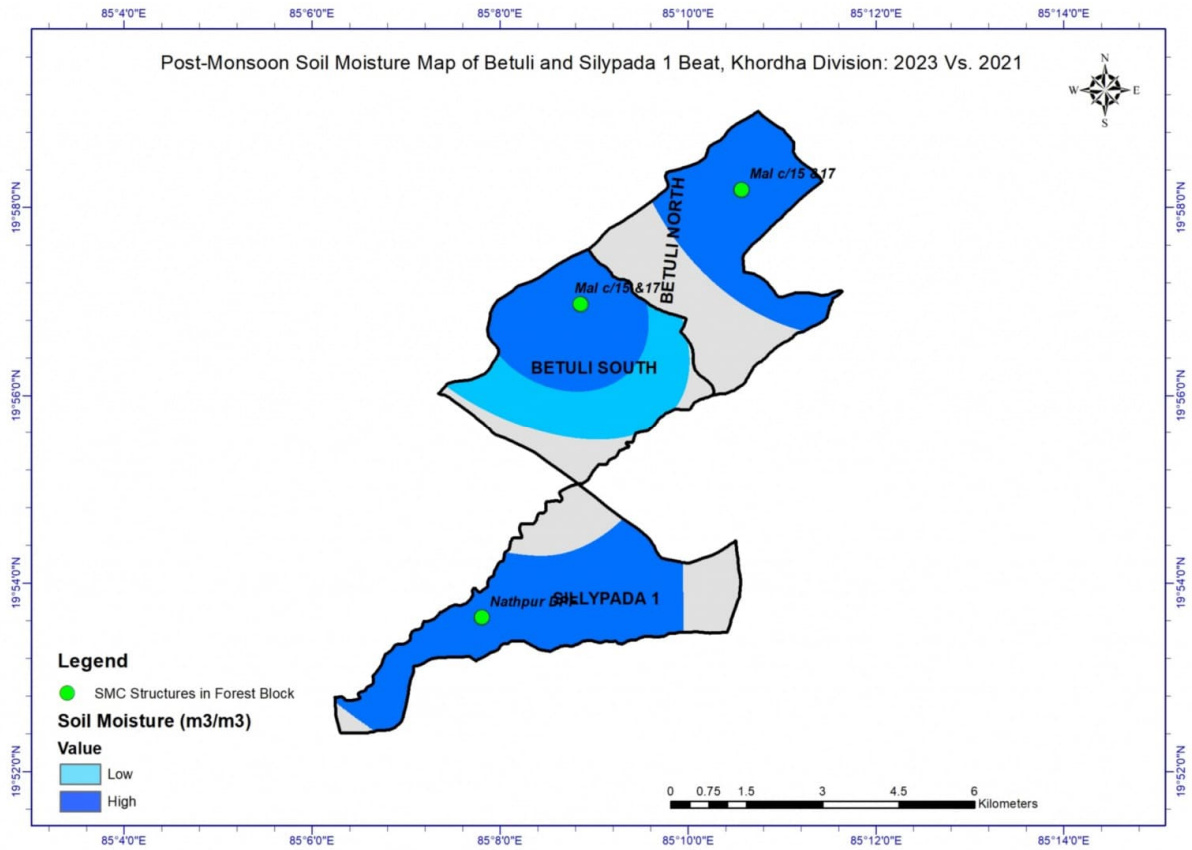 85°4'0"E 85°6'0"E 85°8'0"E 85°10'0"E 85°12'0"E 85°14'0"E
Post-Monsoon Soil Moisture Map of Betuli and Silypada 1 Beat, Khordha Division: 2023 Vs. 2021
N
W E
S
Mal c/15 &17
19°58'0"N 19°58'0"N
BETULI NORTH
Mal c/15 &17
BETULI SOUTH
19°56'0"N 19°56'0"N
19°54'0"N 19°54'0"N
Nathpur DPF
SILLYPADA 1
Legend
SMC Structures in Forest Block
Soil Moisture (m3/m3)
Value
Low
High
19°52'0"N 19°52'0"N
0 0.75 1.5 3 4.5 6
Kilometers
85°4'0"E 85°6'0"E 85°8'0"E 85°10'0"E 85°12'0"E 85°14'0"E